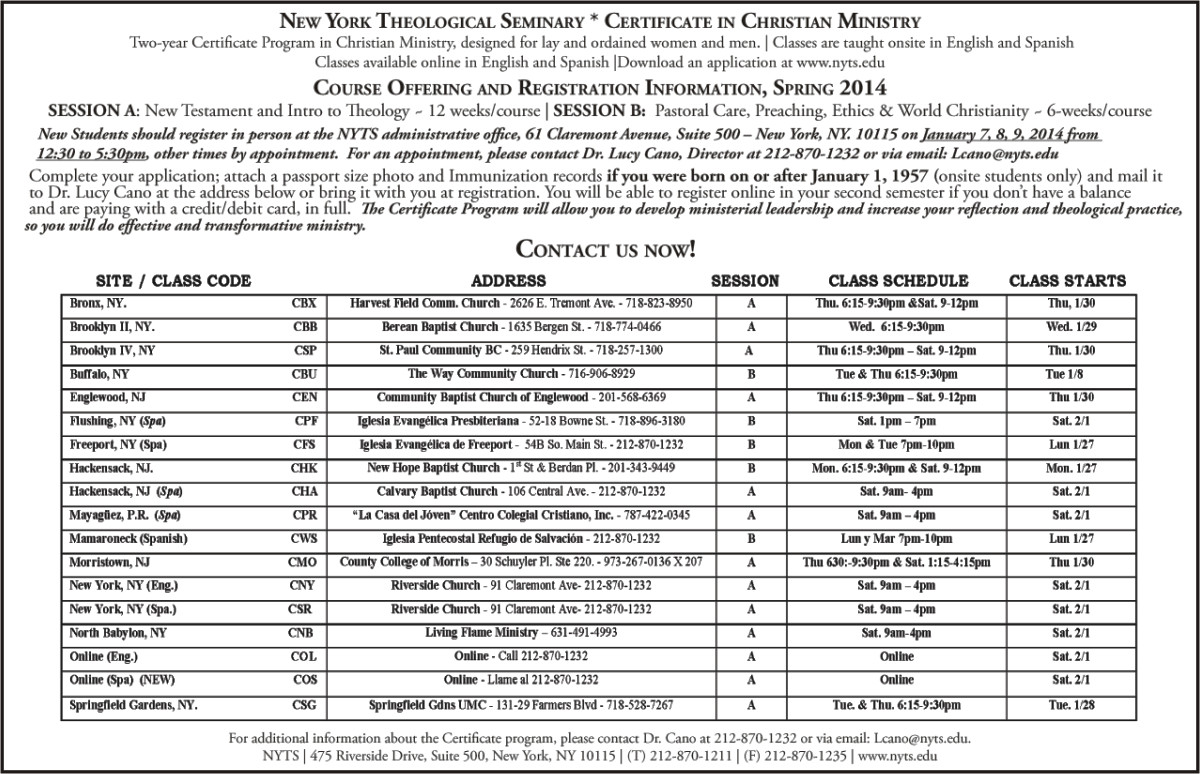 NEW YORK THEOLOGICAL SEMINARY * CERTIFICATE IN CHRISTIAN MINISTRY
Two-year Certificate Program in Christian Ministry, designed for lay and ordained women and men. | Classes are taught onsite in English and Spanish
Classes available online in English and Spanish |Download an application at www.nyts.edu
COURSE OFFERING AND REGISTRATION INFORMATION, SPRING 2014
SESSION A: New Testament and Intro to Theology ~ 12 weeks/course | SESSION B: Pastoral Care, Preaching, Ethics & World Christianity ~ 6-weeks/course
New Students should register in person at the NYTS administrative office, 61 Claremont Avenue, Suite 500 – New York, NY. 10115 on January 7, 8, 9, 2014 from
12:30 to 5:30pm, other times by appointment. For an appointment, please contact Dr. Lucy Cano, Director at 212-870-1232 or via email: Lcano@nyts.edu
Complete your application; attach a passport size photo and Immunization records if you were born on or after January 1, 1957 (onsite students only) and mail it
to Dr. Lucy Cano at the address below or bring it with you at registration. You will be able to register online in your second semester if you don't have a balance
and are paying with a credit/debit card, in full. The Certificate Program will allow you to develop ministerial leadership and increase your reflection and theological practice,
so you will do effective and transformative ministry.
CONTACT US NOW!
SITE / CLASS CODE ADDRESS SESSION CLASS SCHEDULE CLASS STARTS
Bronx, NY. CBX Harvest Field Comm. Church - 2626 E. Tremont Ave. - 718-823-8950 A Thu. 6:15-9:30pm &Sat. 9-12pm Thu, 1/30
Brooklyn II, NY. CBB Berean Baptist Church - 1635 Bergen St. - 718-774-0466 A Wed. 6:15-9:30pm Wed. 1/29
Brooklyn IV, NY CSP St. Paul Community BC - 259 Hendrix St. - 718-257-1300 A Thu 6:15-9:30pm – Sat. 9-12pm Thu. 1/30
Buffalo, NY CBU The Way Community Church - 716-906-8929 B Tue & Thu 6:15-9:30pm Tue 1/8
Englewood, NJ CEN Community Baptist Church of Englewood - 201-568-6369 A Thu 6:15-9:30pm – Sat. 9-12pm Thu 1/30
Flushing, NY (Spa) CPF Iglesia Evangélica Presbiteriana - 52-18 Bowne St. - 718-896-3180 B Sat. 1pm – 7pm Sat. 2/1
Freeport, NY (Spa) CFS Iglesia Evangélica de Freeport - 54B So. Main St. - 212-870-1232 B Mon & Tue 7pm-10pm Lun 1/27
Hackensack, NJ. CHK New Hope Baptist Church - 1st St & Berdan Pl. - 201-343-9449 B Mon. 6:15-9:30pm & Sat. 9-12pm Mon. 1/27
Hackensack, NJ (Spa) CHA Calvary Baptist Church - 106 Central Ave. - 212-870-1232 A Sat. 9am- 4pm Sat. 2/1
Mayagüez, P.R. (Spa) CPR “La Casa del Jóven” Centro Colegial Cristiano, Inc. - 787-422-0345 A Sat. 9am – 4pm Sat. 2/1
Mamaroneck (Spanish) CWS Iglesia Pentecostal Refugio de Salvación - 212-870-1232 B Lun y Mar 7pm-10pm Lun 1/27
Morristown, NJ CMO County College of Morris – 30 Schuyler Pl. Ste 220. - 973-267-0136 X 207 A Thu 630:-9:30pm & Sat. 1:15-4:15pm Thu 1/30
New York, NY (Eng.) CNY Riverside Church - 91 Claremont Ave- 212-870-1232 A Sat. 9am – 4pm Sat. 2/1
New York, NY (Spa.) CSR Riverside Church - 91 Claremont Ave- 212-870-1232 A Sat. 9am – 4pm Sat. 2/1
North Babylon, NY CNB Living Flame Ministry – 631-491-4993 A Sat. 9am-4pm Sat. 2/1
Online (Eng.) COL Online - Call 212-870-1232 A Online Sat. 2/1
Online (Spa) (NEW) COS Online - Llame al 212-870-1232 A Online Sat. 2/1
Springfield Gardens, NY. CSG Springfield Gdns UMC - 131-29 Farmers Blvd - 718-528-7267 A Tue. & Thu. 6:15-9:30pm Tue. 1/28
For additional information about the Certificate program, please contact Dr. Cano at 212-870-1232 or via email: Lcano@nyts.edu.
NYTS | 475 Riverside Drive, Suite 500, New York, NY 10115 | (T) 212-870-1211 | (F) 212-870-1235 | www.nyts.edu